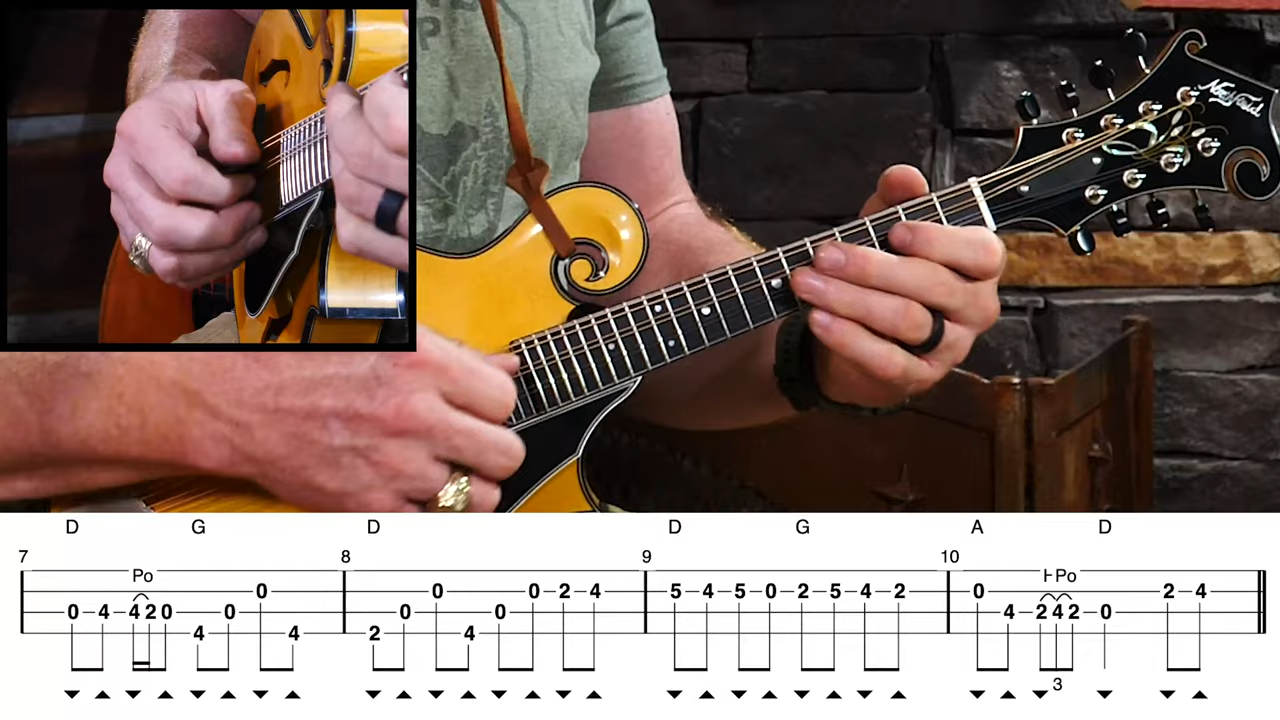 Northfield
D G D D G A D
7 8 9 10
Po HPo
0 2 4 5 4 5 0 2 5 4 2 0 2 4
0 4 4 2 0 0 0 0 4 2 4 2 0
4 4 2 4
3